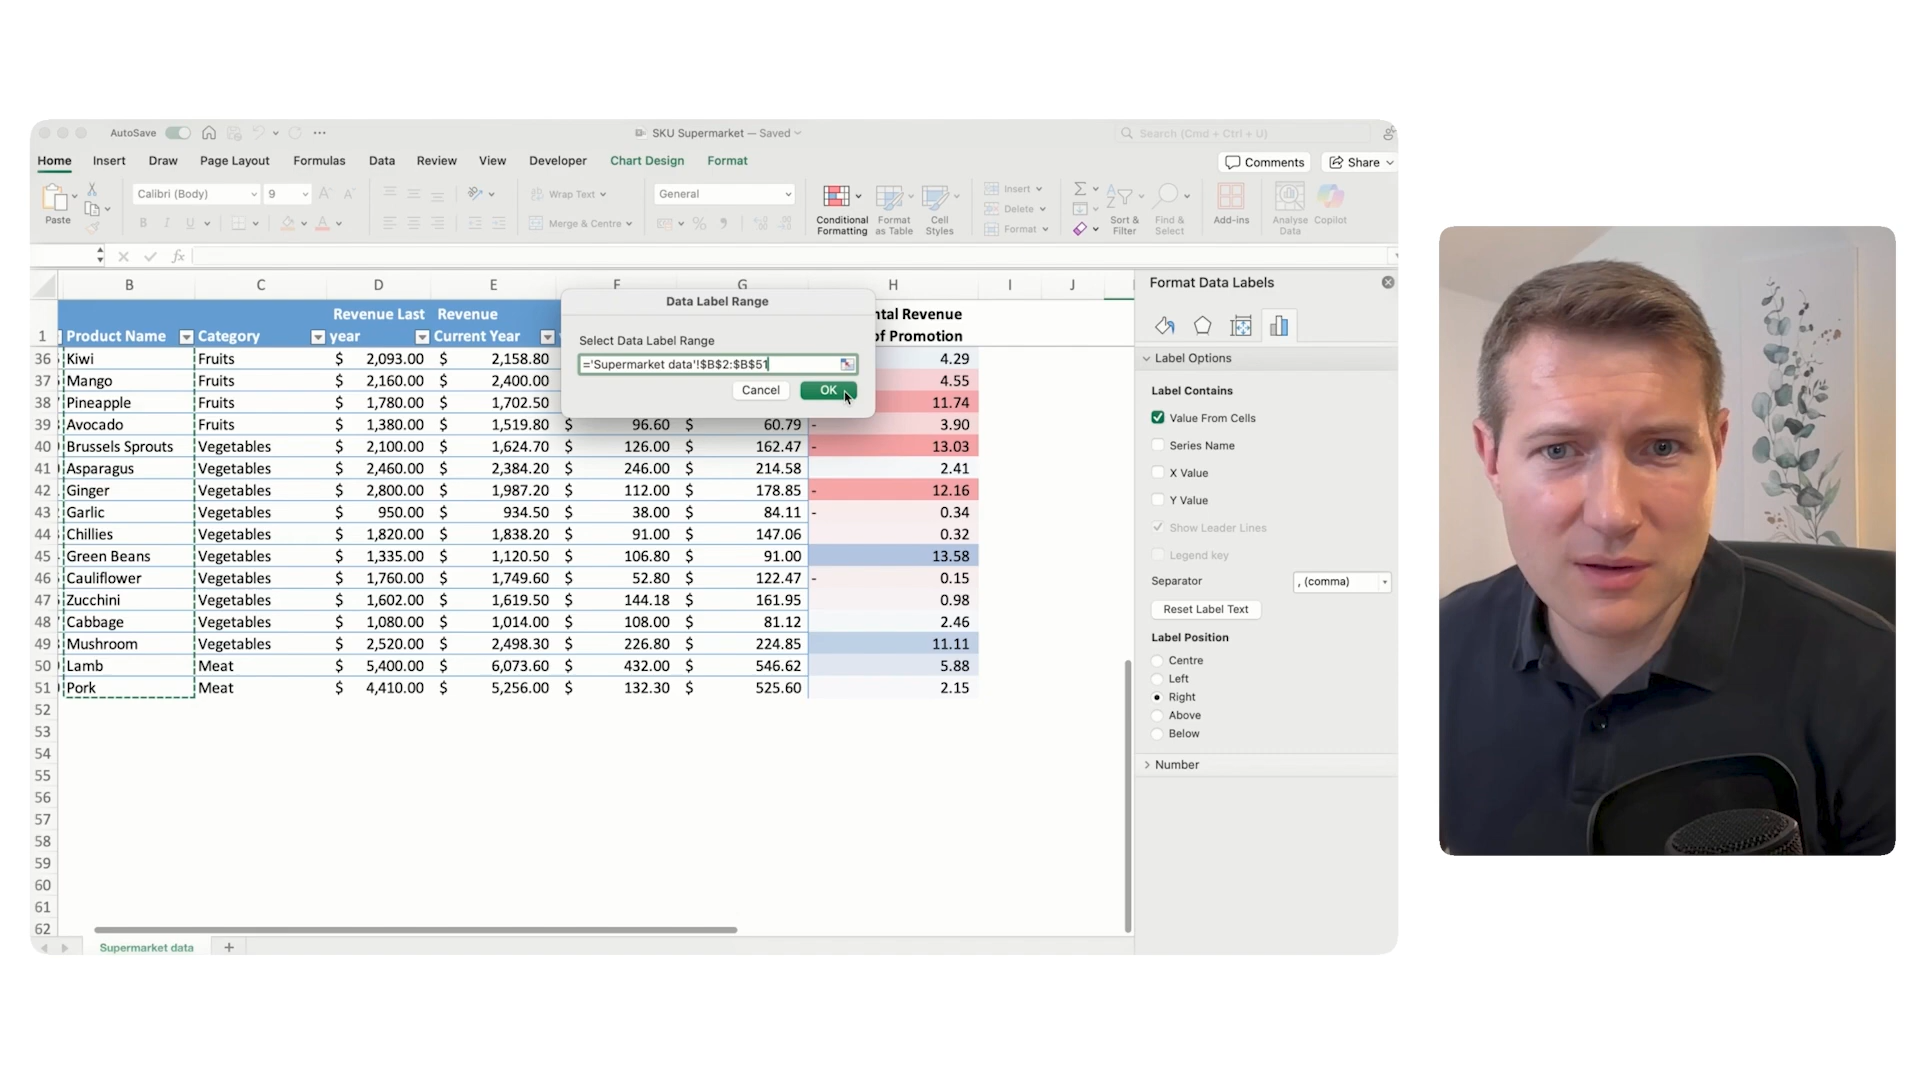 AutoSave
SKU Supermarket — Saved
Search (Cmd + Ctrl + U)
Home Insert Draw Page Layout Formulas Data Review View Developer Chart Design Format
Comments Share
Paste
Calibri (Body) 9
B I U
Wrap Text
Merge & Centre
General
Conditional Formatting
Format as Table
Cell Styles
Insert
Delete
Format
Sort & Filter
Find & Select
Add-ins
Analyse Data
Copilot
fx
B C D E F G H I J
1 Product Name Category Revenue Last year Revenue Current Year ntal Revenue of Promotion
36 Kiwi Fruits $ 2,093.00 $ 2,158.80 4.29
37 Mango Fruits $ 2,160.00 $ 2,400.00 4.55
38 Pineapple Fruits $ 1,780.00 $ 1,702.50 11.74
39 Avocado Fruits $ 1,380.00 $ 1,519.80 $ 96.60 $ 60.79 - 3.90
40 Brussels Sprouts Vegetables $ 2,100.00 $ 1,624.70 $ 126.00 $ 162.47 - 13.03
41 Asparagus Vegetables $ 2,460.00 $ 2,384.20 $ 246.00 $ 214.58 2.41
42 Ginger Vegetables $ 2,800.00 $ 1,987.20 $ 112.00 $ 178.85 - 12.16
43 Garlic Vegetables $ 950.00 $ 934.50 $ 38.00 $ 84.11 - 0.34
44 Chillies Vegetables $ 1,820.00 $ 1,838.20 $ 91.00 $ 147.06 0.32
45 Green Beans Vegetables $ 1,335.00 $ 1,120.50 $ 106.80 $ 91.00 13.58
46 Cauliflower Vegetables $ 1,760.00 $ 1,749.60 $ 52.80 $ 122.47 - 0.15
47 Zucchini Vegetables $ 1,602.00 $ 1,619.50 $ 144.18 $ 161.95 0.98
48 Cabbage Vegetables $ 1,080.00 $ 1,014.00 $ 108.00 $ 81.12 2.46
49 Mushroom Vegetables $ 2,520.00 $ 2,498.30 $ 226.80 $ 224.85 11.11
50 Lamb Meat $ 5,400.00 $ 6,073.60 $ 432.00 $ 546.62 5.88
51 Pork Meat $ 4,410.00 $ 5,256.00 $ 132.30 $ 525.60 2.15
52
53
54
55
56
57
58
59
60
61
62
Supermarket data +
Data Label Range
Select Data Label Range
='Supermarket data'!$B$2:$B$51
Cancel OK
Format Data Labels
Label Options
Label Contains
Value From Cells
Series Name
X Value
Y Value
Show Leader Lines
Legend key
Separator , (comma)
Reset Label Text
Label Position
Centre
Left
Right
Above
Below
Number